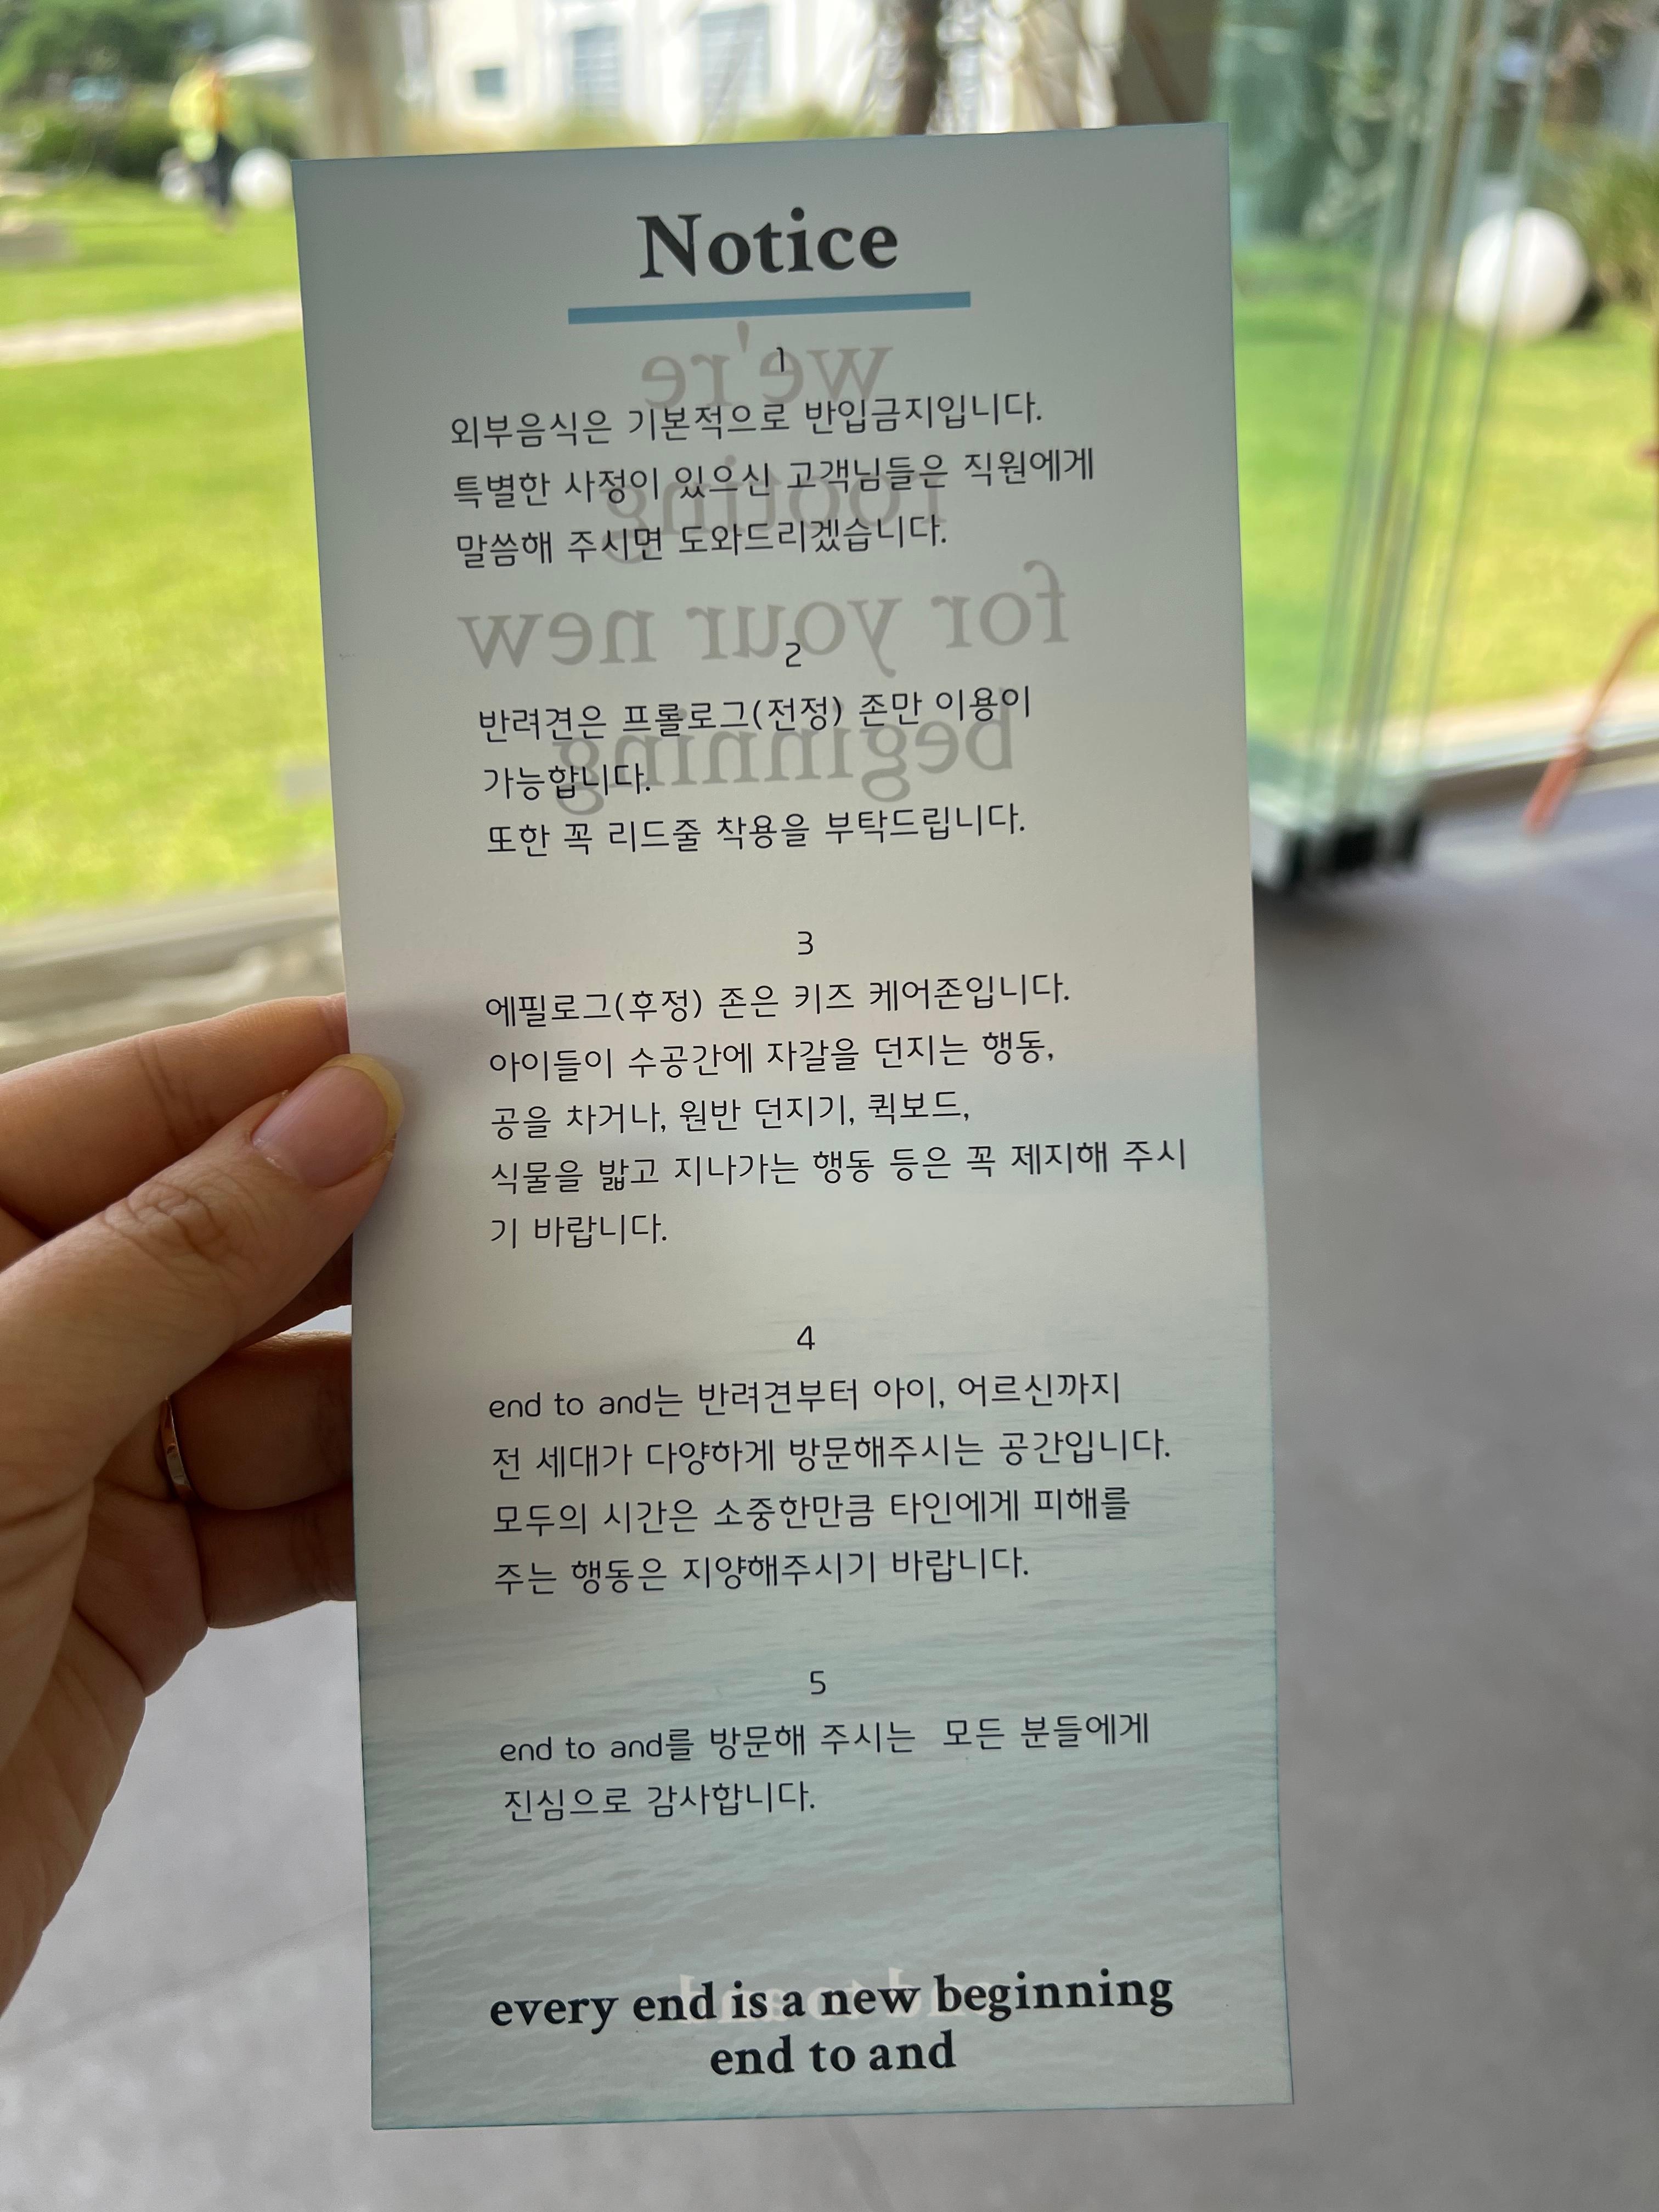 Notice
1
외부음식은 기본적으로 반입금지입니다.
특별한 사정이 있으신 고객님들은 직원에게
말씀해 주시면 도와드리겠습니다.
2
반려견은 프롤로그(전정) 존만 이용이
가능합니다.
또한 꼭 리드줄 착용을 부탁드립니다.
3
에필로그(후정) 존은 키즈 케어존입니다.
아이들이 수공간에 자갈을 던지는 행동,
공을 차거나, 원반 던지기, 퀵보드,
식물을 밟고 지나가는 행동 등은 꼭 제지해 주시
기 바랍니다.
4
end to and는 반려견부터 아이, 어르신까지
전 세대가 다양하게 방문해주시는 공간입니다.
모두의 시간은 소중한만큼 타인에게 피해를
주는 행동은 지양해주시기 바랍니다.
5
end to and를 방문해 주시는 모든 분들에게
진심으로 감사합니다.
every end is a new beginning
end to and
we're
rooting
for your new
beginning
end to and